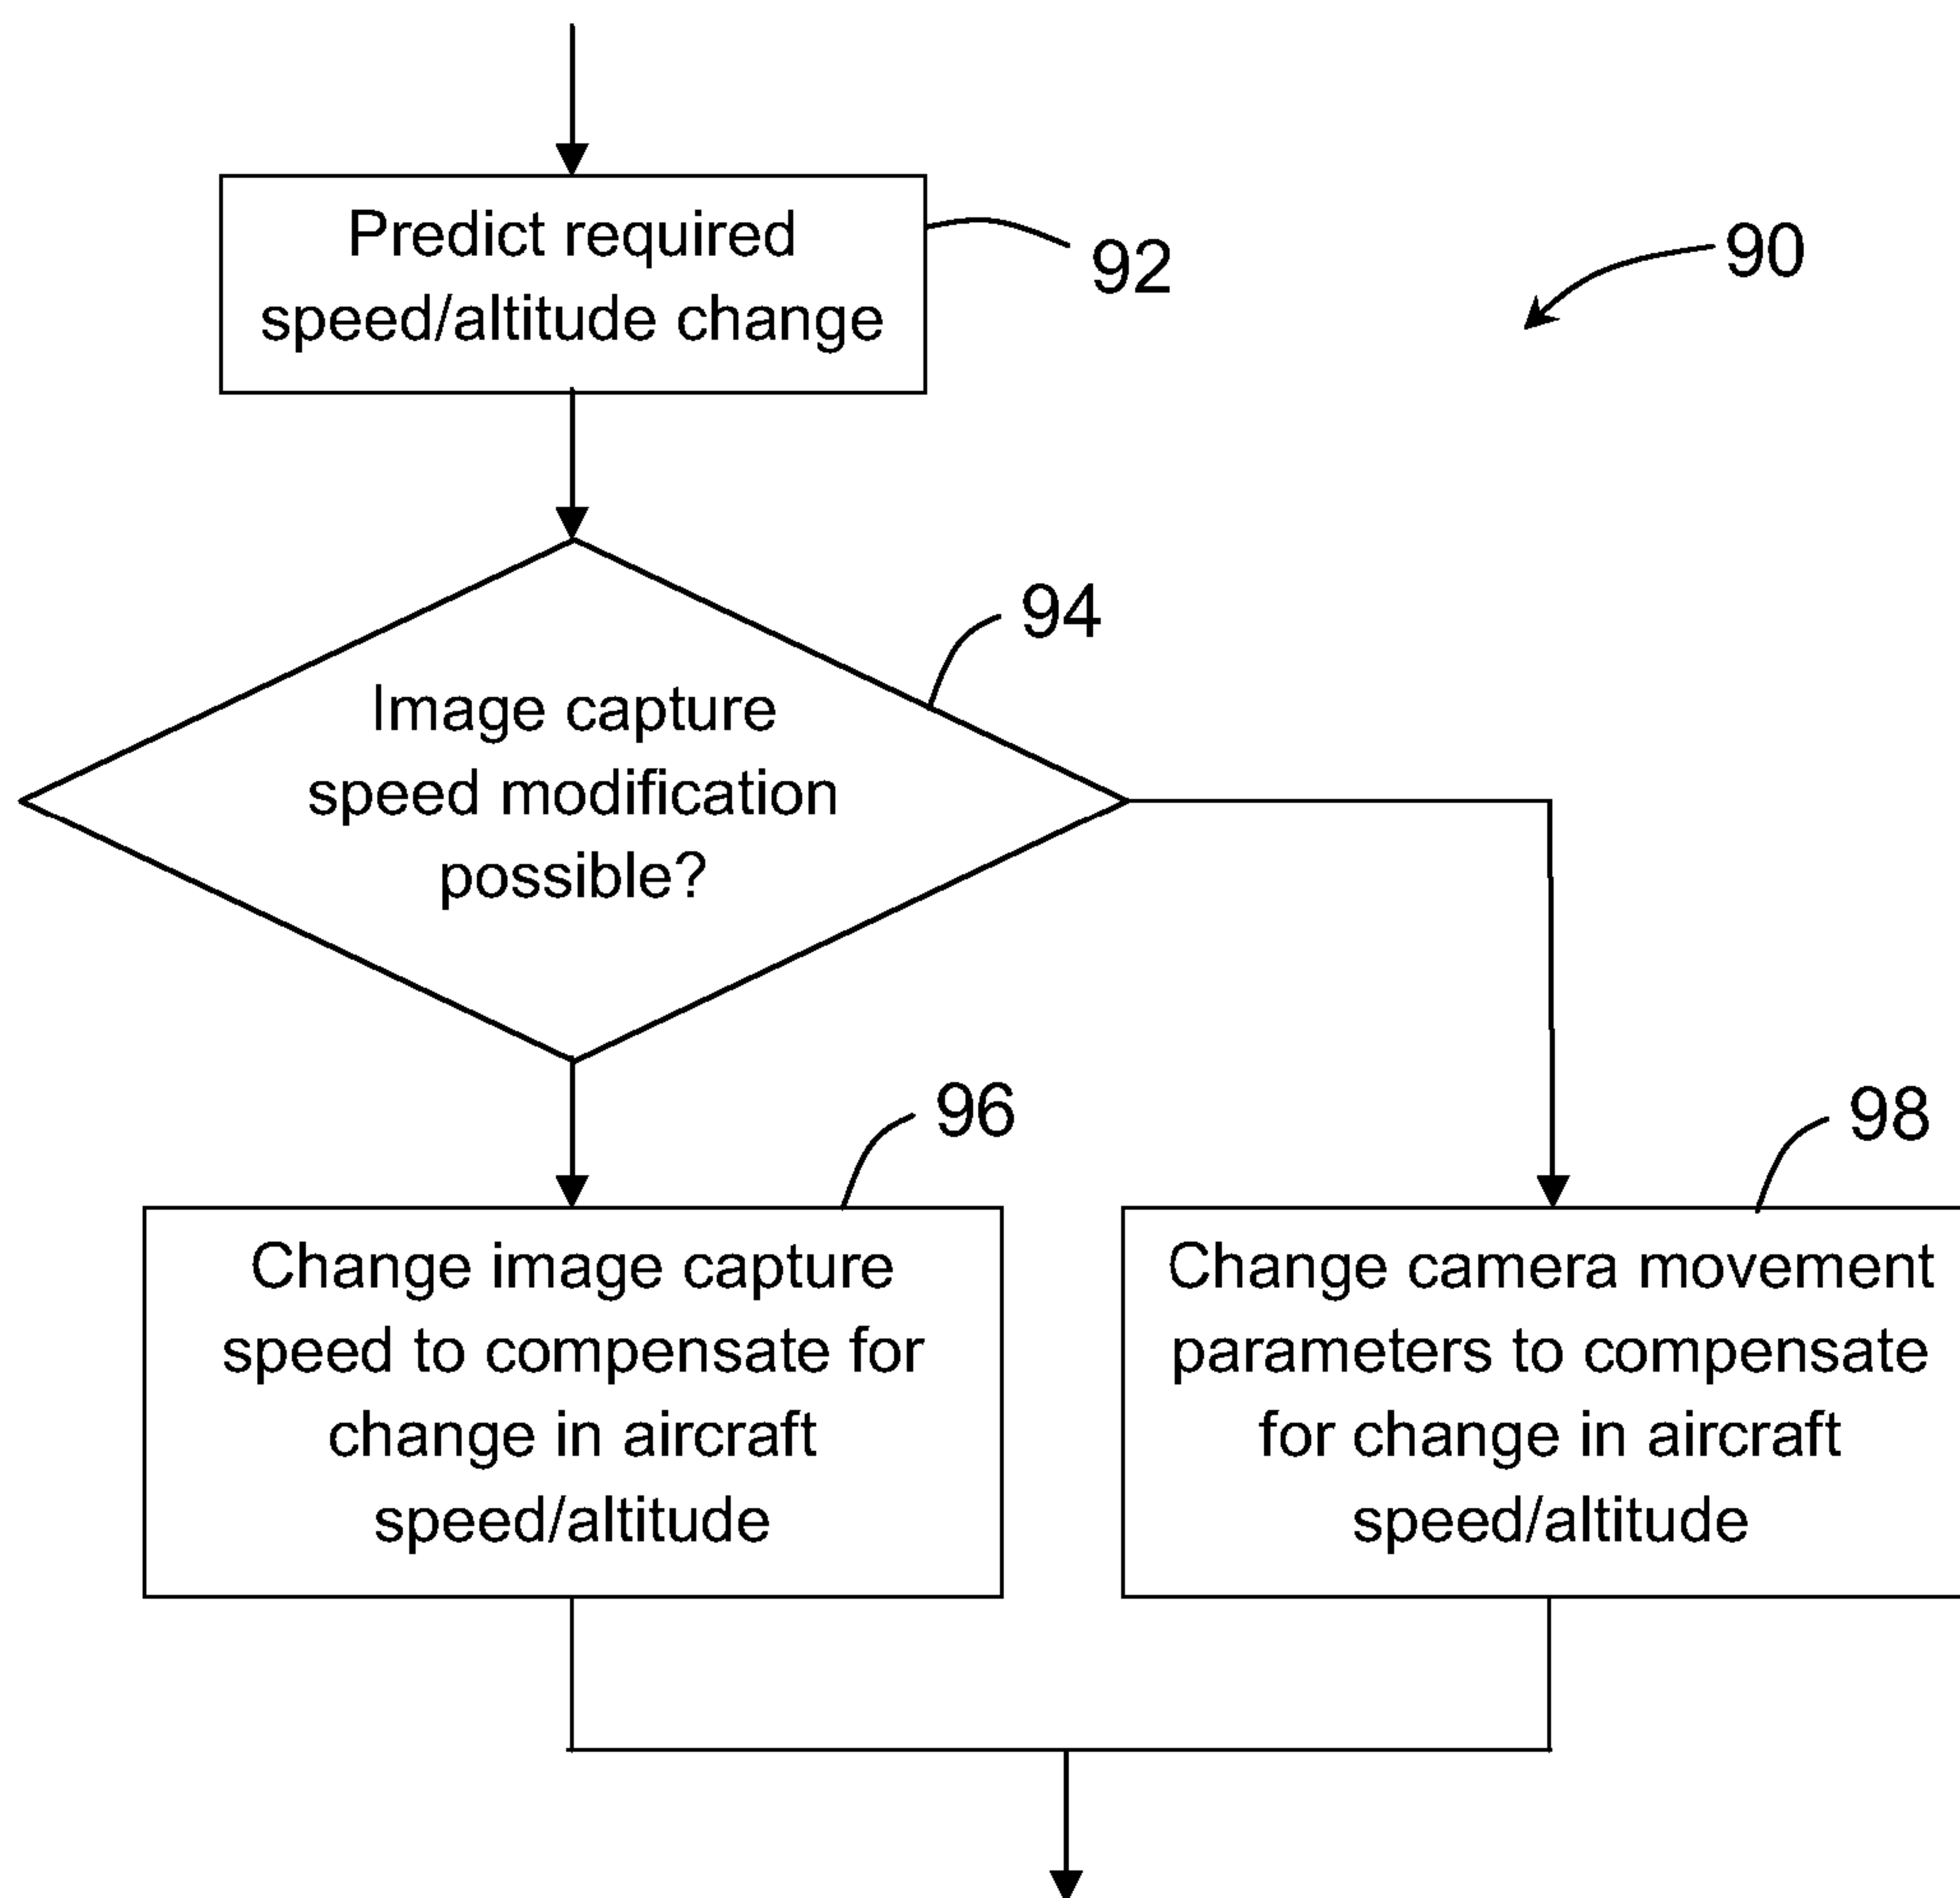 Predict required
speed/altitude change
92
90
94
Image capture
speed modification
possible?
96
98
Change image capture
speed to compensate for
change in aircraft
speed/altitude
Change camera movement
parameters to compensate
for change in aircraft
speed/altitude